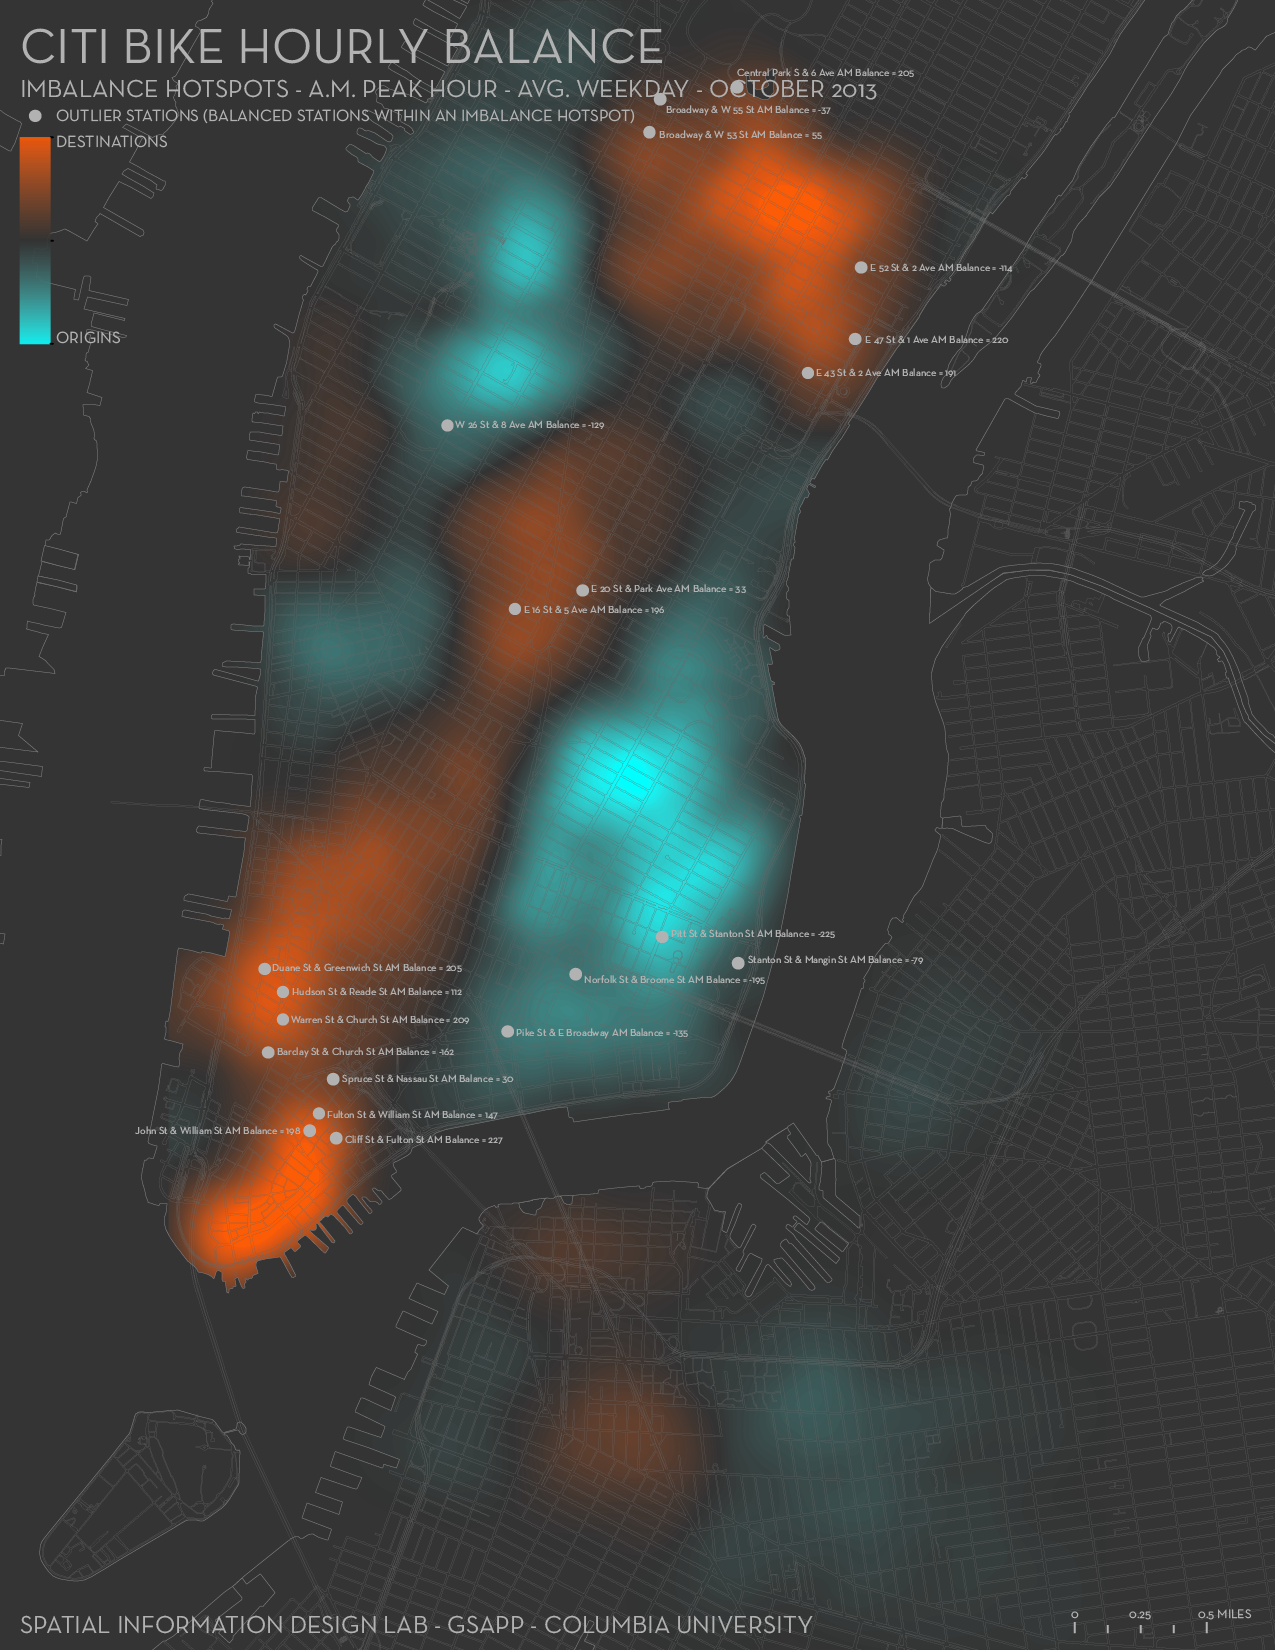 CITI BIKE HOURLY BALANCE
IMBALANCE HOTSPOTS - A.M. PEAK HOUR - AVG. WEEKDAY - OCTOBER 2013
OUTLIER STATIONS (BALANCED STATIONS WITHIN AN IMBALANCE HOTSPOT)
DESTINATIONS
ORIGINS
Central Park S & 6 Ave AM Balance = 205
Broadway & W 55 St AM Balance = -37
Broadway & W 53 St AM Balance = 55
E 52 St & 2 Ave AM Balance = -114
E 47 St & 1 Ave AM Balance = 220
E 43 St & 2 Ave AM Balance = 191
W 26 St & 8 Ave AM Balance = -129
E 20 St & Park Ave AM Balance = 33
E 16 St & 5 Ave AM Balance = 196
Pitt St & Stanton St AM Balance = -225
Stanton St & Mangin St AM Balance = -79
Norfolk St & Broome St AM Balance = -195
Duane St & Greenwich St AM Balance = 205
Hudson St & Reade St AM Balance = 112
Warren St & Church St AM Balance = 209
Pike St & E Broadway AM Balance = -135
Barclay St & Church St AM Balance = -162
Spruce St & Nassau St AM Balance = 30
Fulton St & William St AM Balance = 147
John St & William St AM Balance = 198
Cliff St & Fulton St AM Balance = 227
SPATIAL INFORMATION DESIGN LAB - GSAPP - COLUMBIA UNIVERSITY
0 0.25 0.5 MILES